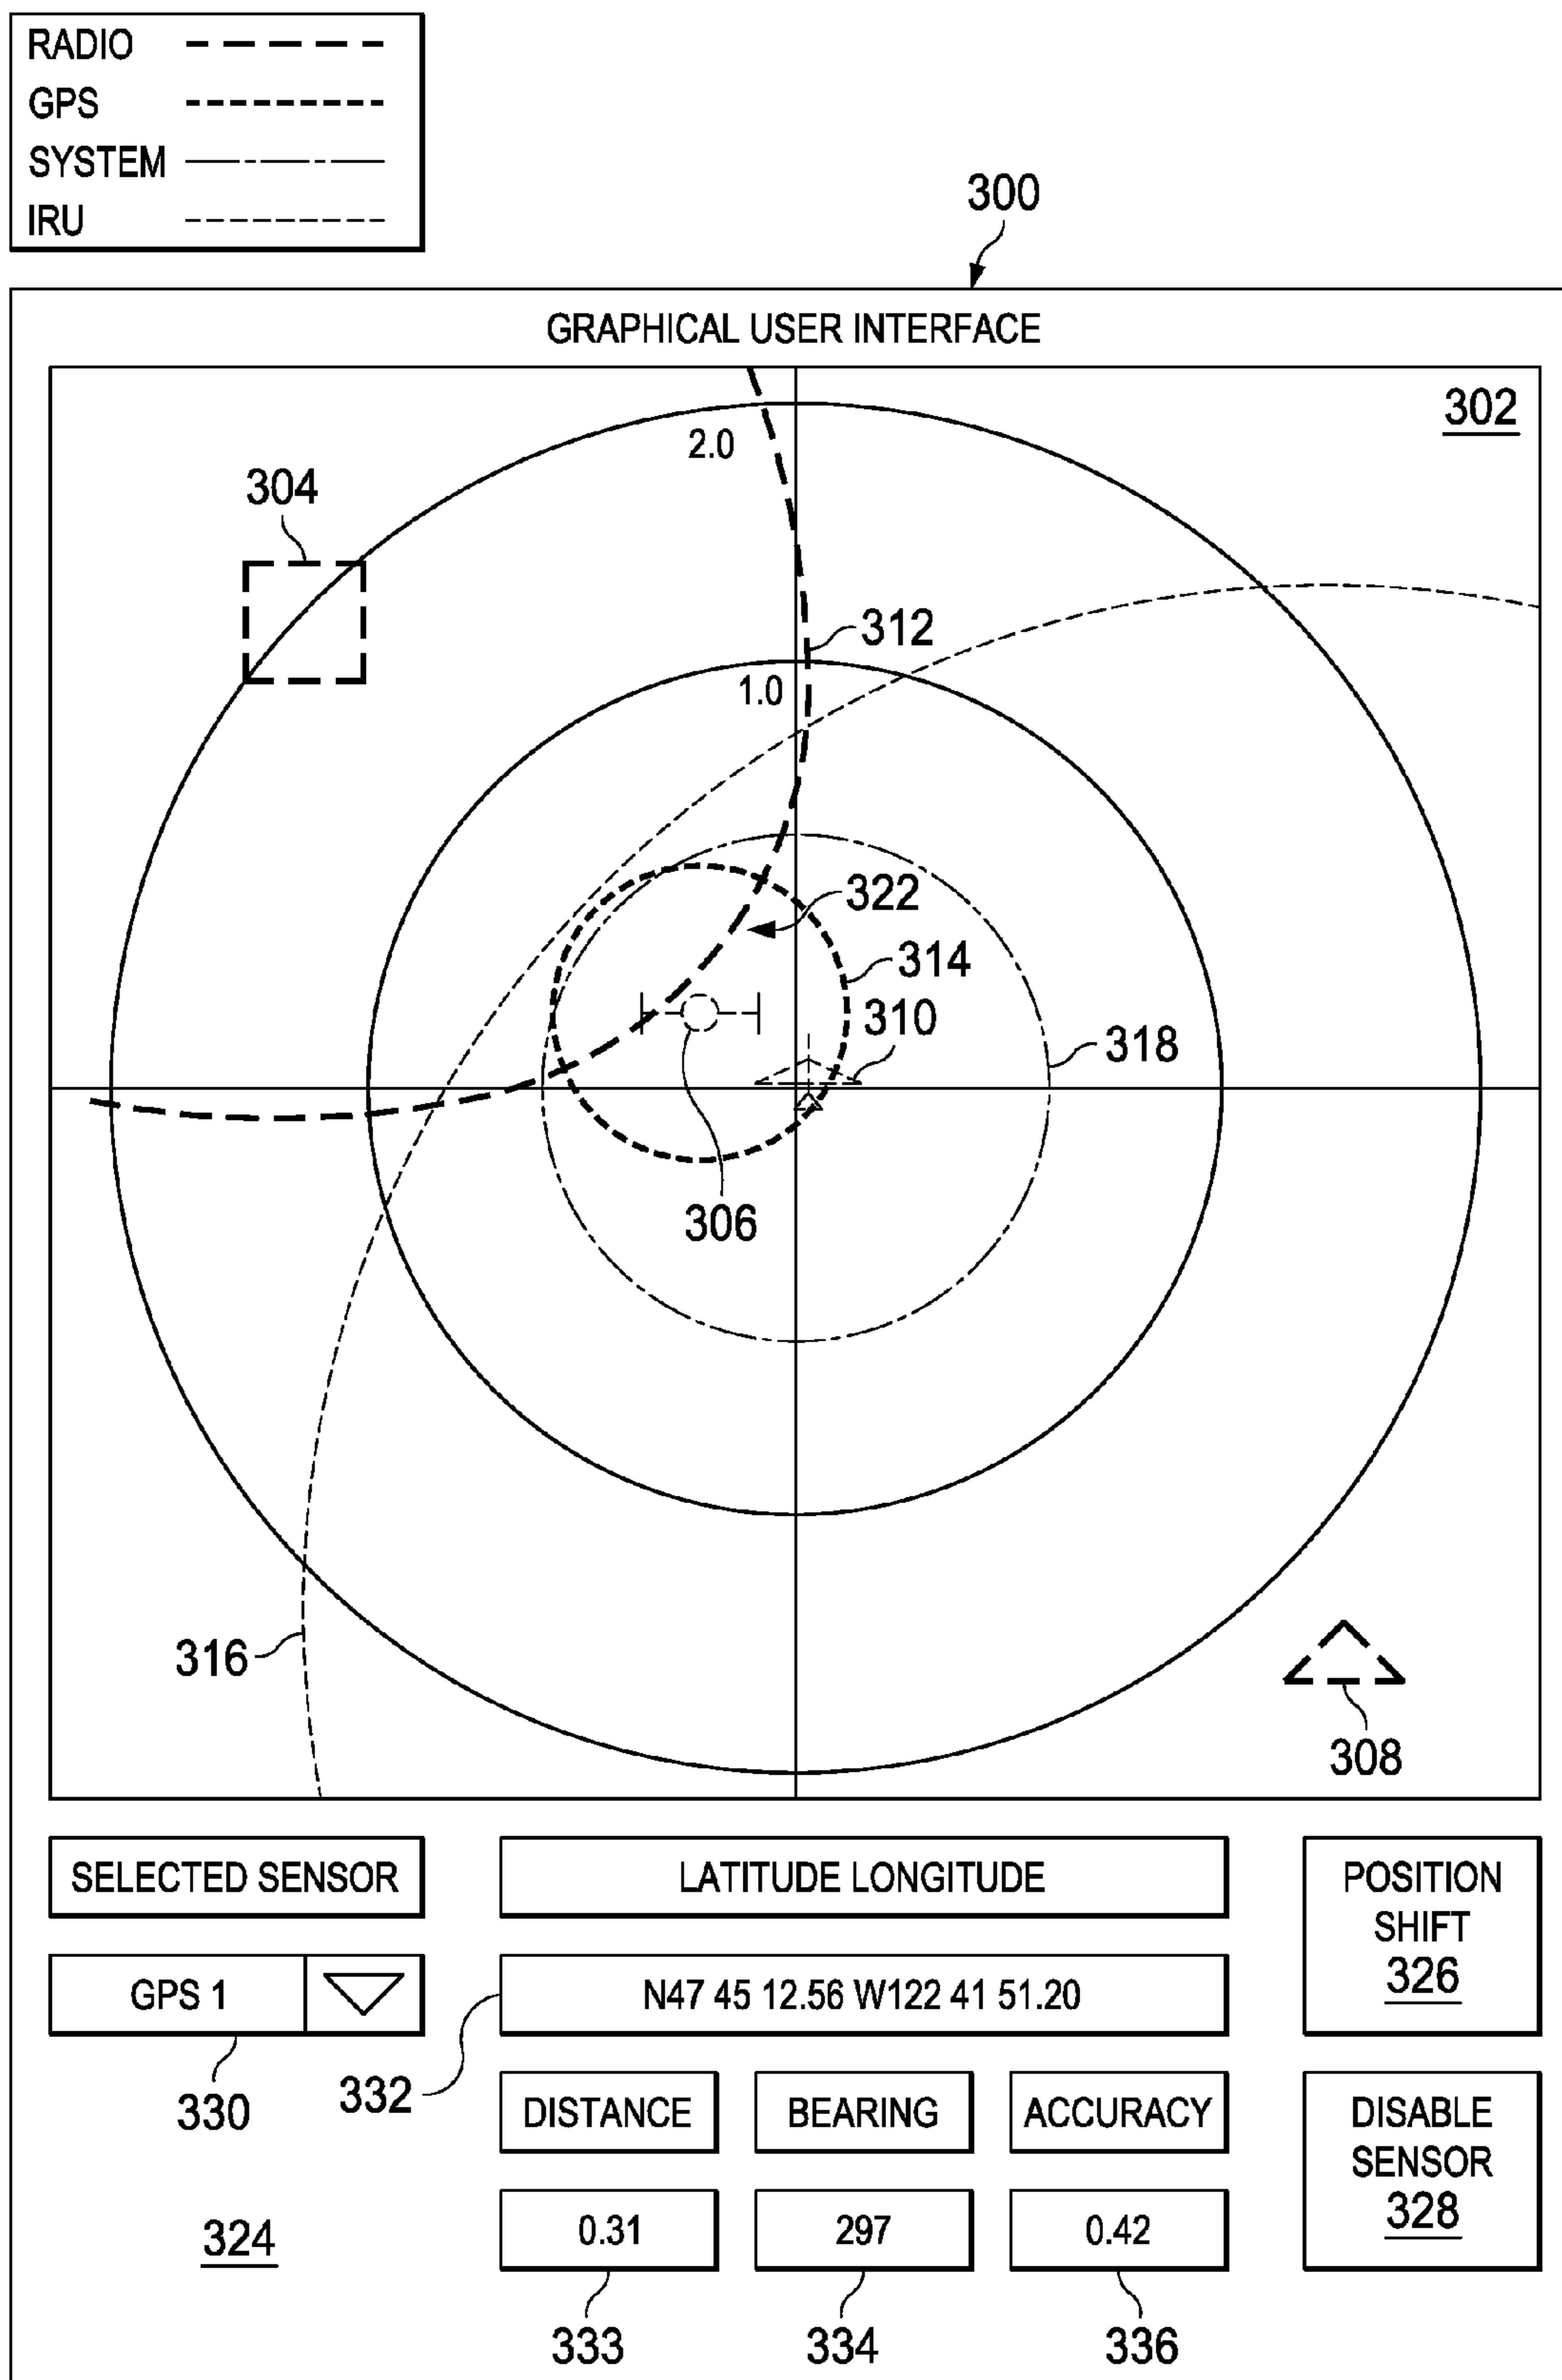 RADIO
GPS
SYSTEM
IRU
300
GRAPHICAL USER INTERFACE
302
2.0
304
312
1.0
322
314
310
318
306
316
308
SELECTED SENSOR
LATITUDE LONGITUDE
POSITION
SHIFT
326
GPS 1
N47 45 12.56 W122 41 51.20
330
332
DISTANCE
BEARING
ACCURACY
DISABLE
SENSOR
328
324
0.31
297
0.42
333
334
336